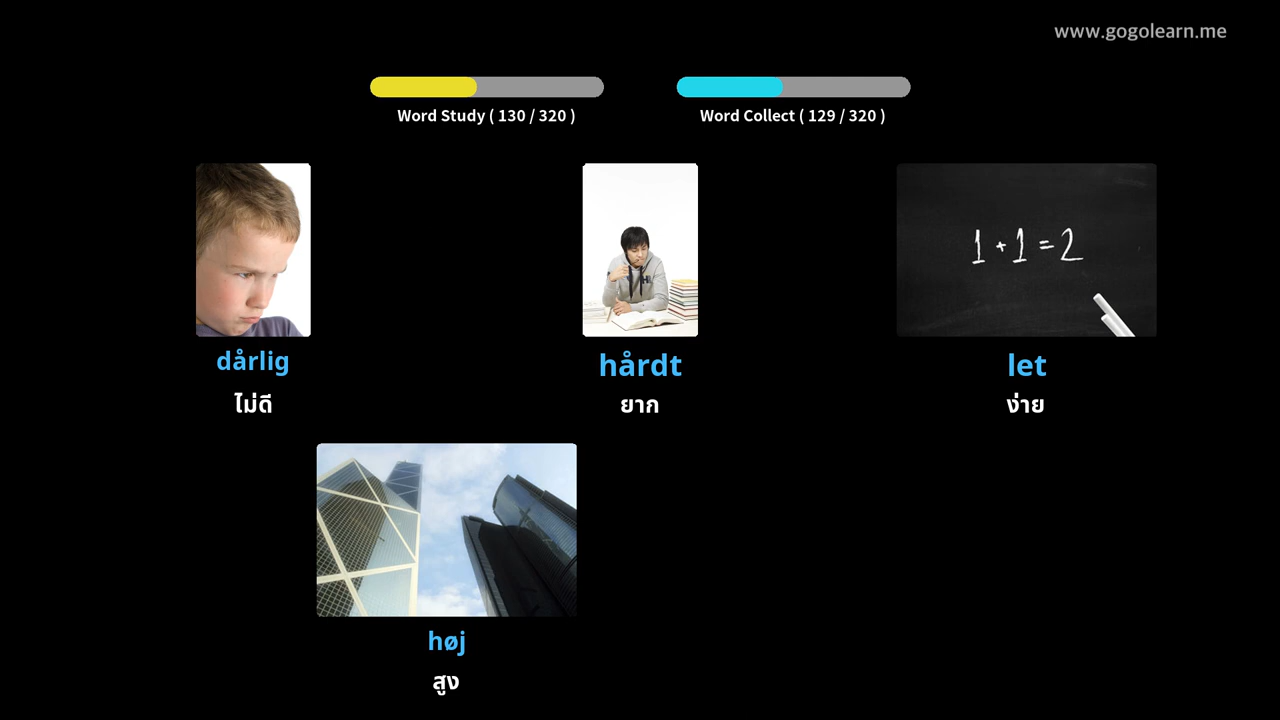 www.gogolearn.me
Word Study ( 130 / 320 )
Word Collect ( 129 / 320 )
1 + 1 = 2
dårlig
hårdt
let
ไม่ดี
ยาก
ง่าย
høj
สูง